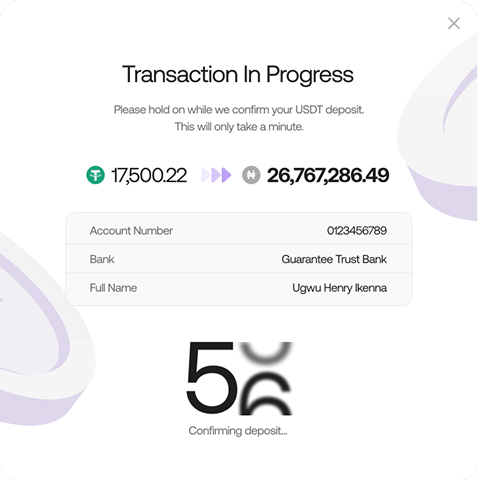 Transaction In Progress
Please hold on while we confirm your USDT deposit.
This will only take a minute.
17,500.22 26,767,286.49
Account Number 0123456789
Bank Guarantee Trust Bank
Full Name Ugwu Henry Ikenna
5
Confirming deposit...